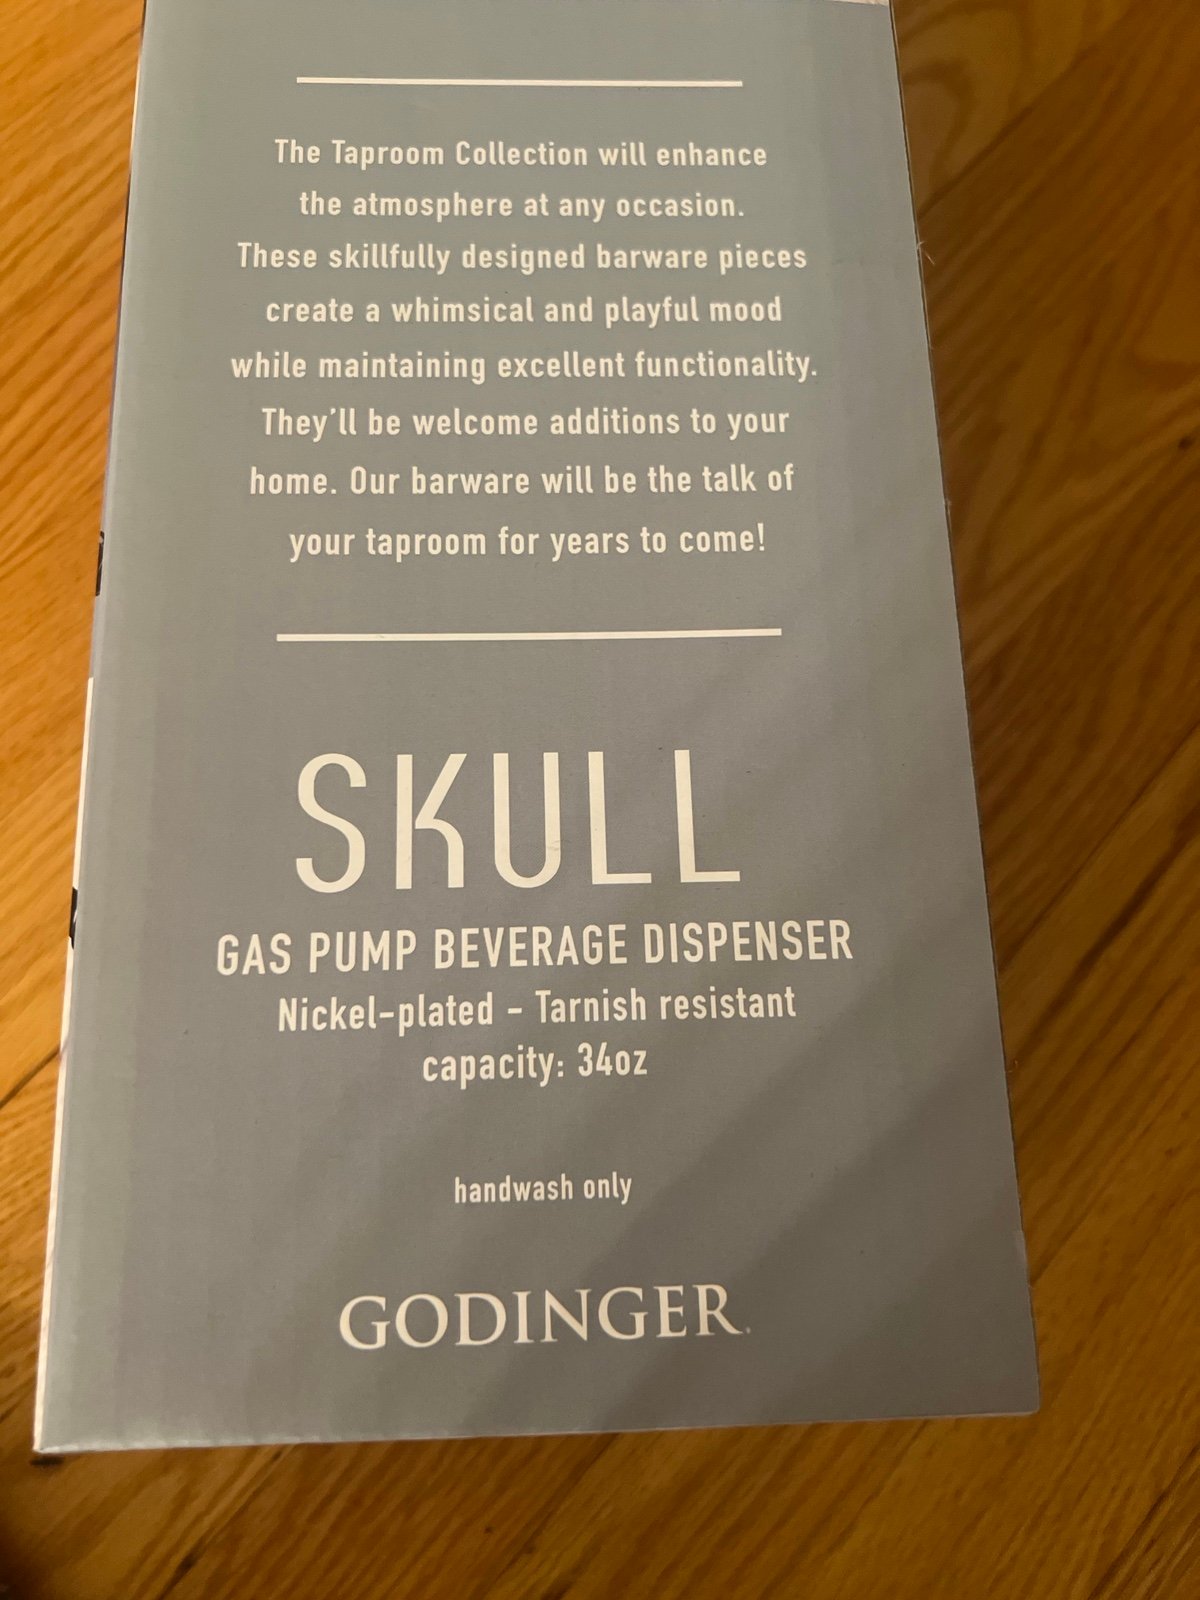 The Taproom Collection will enhance
the atmosphere at any occasion.
These skillfully designed barware pieces
create a whimsical and playful mood
while maintaining excellent functionality.
They'll be welcome additions to your
home. Our barware will be the talk of
your taproom for years to come!
SKULL
GAS PUMP BEVERAGE DISPENSER
Nickel-plated - Tarnish resistant
capacity: 34oz
handwash only
GODINGER